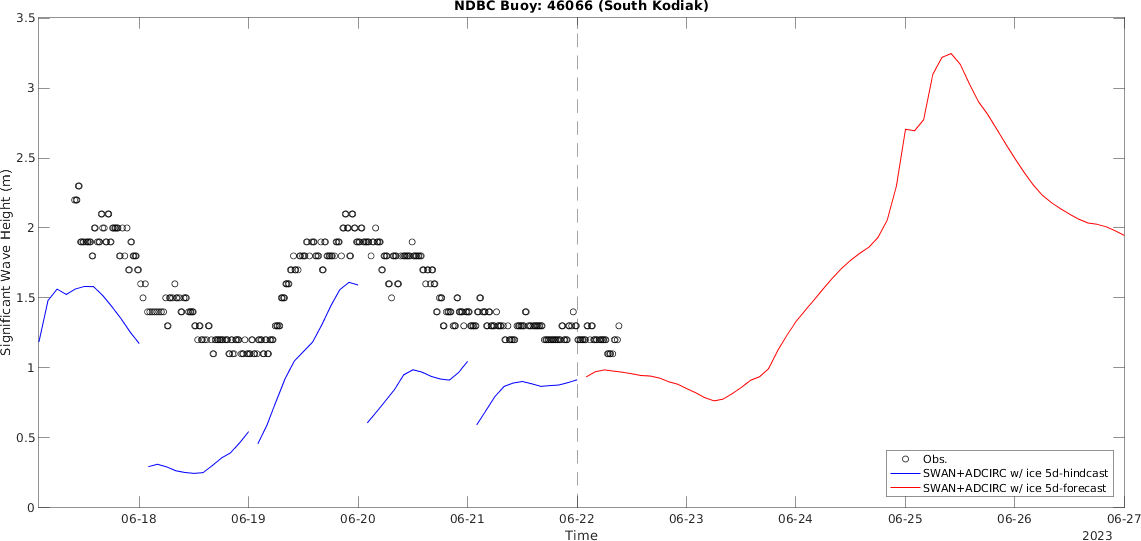 NDBC Buoy: 46066 (South Kodiak)
3.5
3
2.5
2
1.5
1
0.5
0
Significant Wave Height (m)
Obs.
SWAN+ADCIRC w/ ice 5d-hindcast
SWAN+ADCIRC w/ ice 5d-forecast
06-18 06-19 06-20 06-21 06-22 06-23 06-24 06-25 06-26 06-27
Time
2023